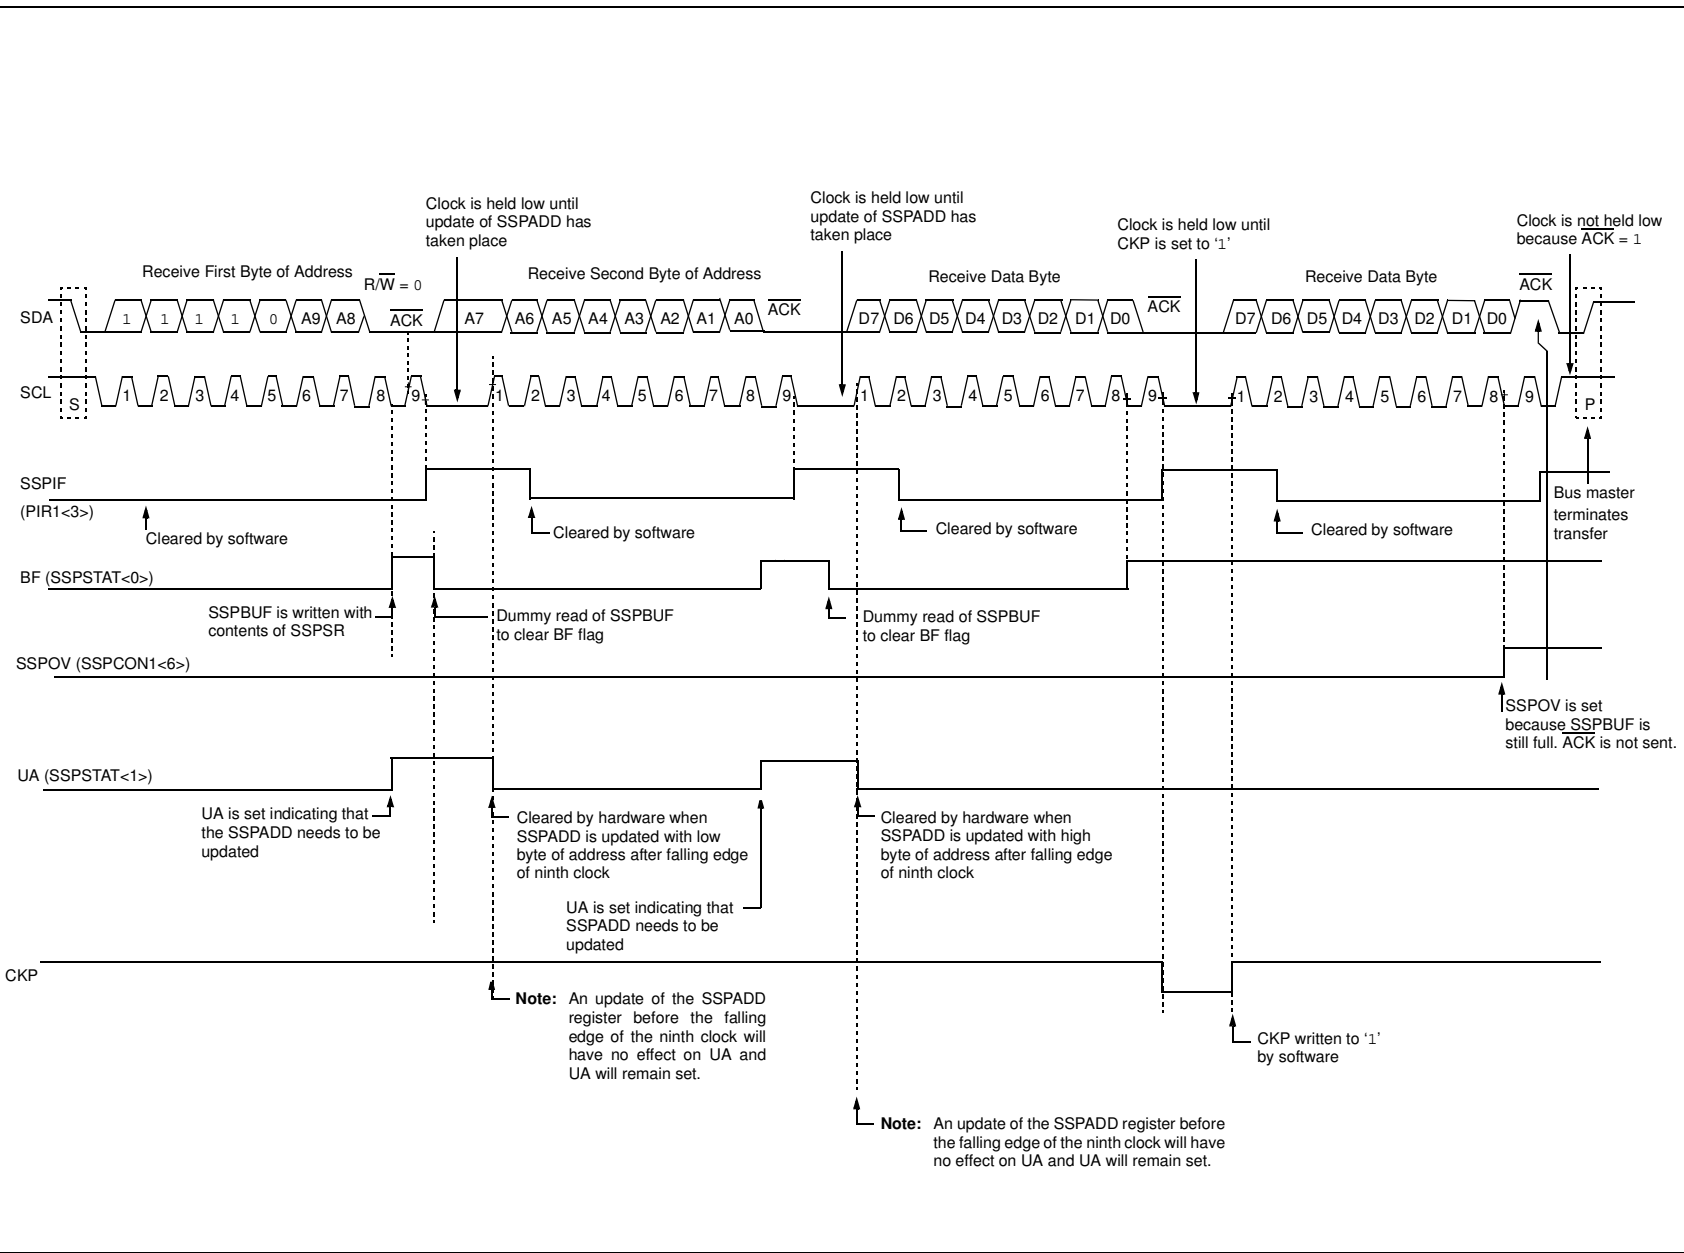 Clock is held low until
update of SSPADD has
taken place
Clock is held low until
update of SSPADD has
taken place
Clock is held low until
CKP is set to ‘1’
Clock is not held low
because ACK = 1
Receive First Byte of Address
R/W = 0
Receive Second Byte of Address
Receive Data Byte
Receive Data Byte
SDA
1 1 1 1 0 A9 A8 ACK A7 A6 A5 A4 A3 A2 A1 A0 ACK D7 D6 D5 D4 D3 D2 D1 D0 ACK D7 D6 D5 D4 D3 D2 D1 D0 ACK
SCL
S 1 2 3 4 5 6 7 8 9 1 2 3 4 5 6 7 8 9 1 2 3 4 5 6 7 8 9 1 2 3 4 5 6 7 8 9 P
SSPIF
(PIR1<3>)
Cleared by software
Cleared by software
Cleared by software
Cleared by software
Bus master
terminates
transfer
BF (SSPSTAT<0>)
SSPBUF is written with
contents of SSPSR
Dummy read of SSPBUF
to clear BF flag
Dummy read of SSPBUF
to clear BF flag
SSPOV (SSPCON1<6>)
SSPOV is set
because SSPBUF is
still full. ACK is not sent.
UA (SSPSTAT<1>)
UA is set indicating that
the SSPADD needs to be
updated
Cleared by hardware when
SSPADD is updated with low
byte of address after falling edge
of ninth clock
UA is set indicating that
SSPADD needs to be
updated
Cleared by hardware when
SSPADD is updated with high
byte of address after falling edge
of ninth clock
CKP
Note: An update of the SSPADD
register before the falling
edge of the ninth clock will
have no effect on UA and
UA will remain set.
CKP written to ‘1’
by software
Note: An update of the SSPADD register before
the falling edge of the ninth clock will have
no effect on UA and UA will remain set.